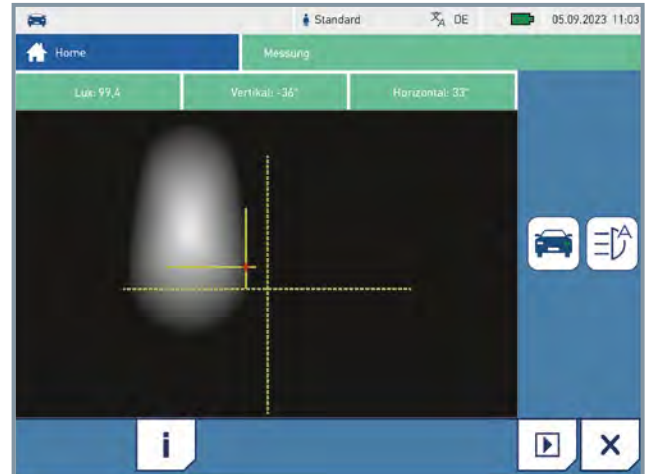 Standard
DE
05.09.2023 11:03
Home
Messung
Lux: 99,4
Vertikal: -36"
Horizontal: 33"
i